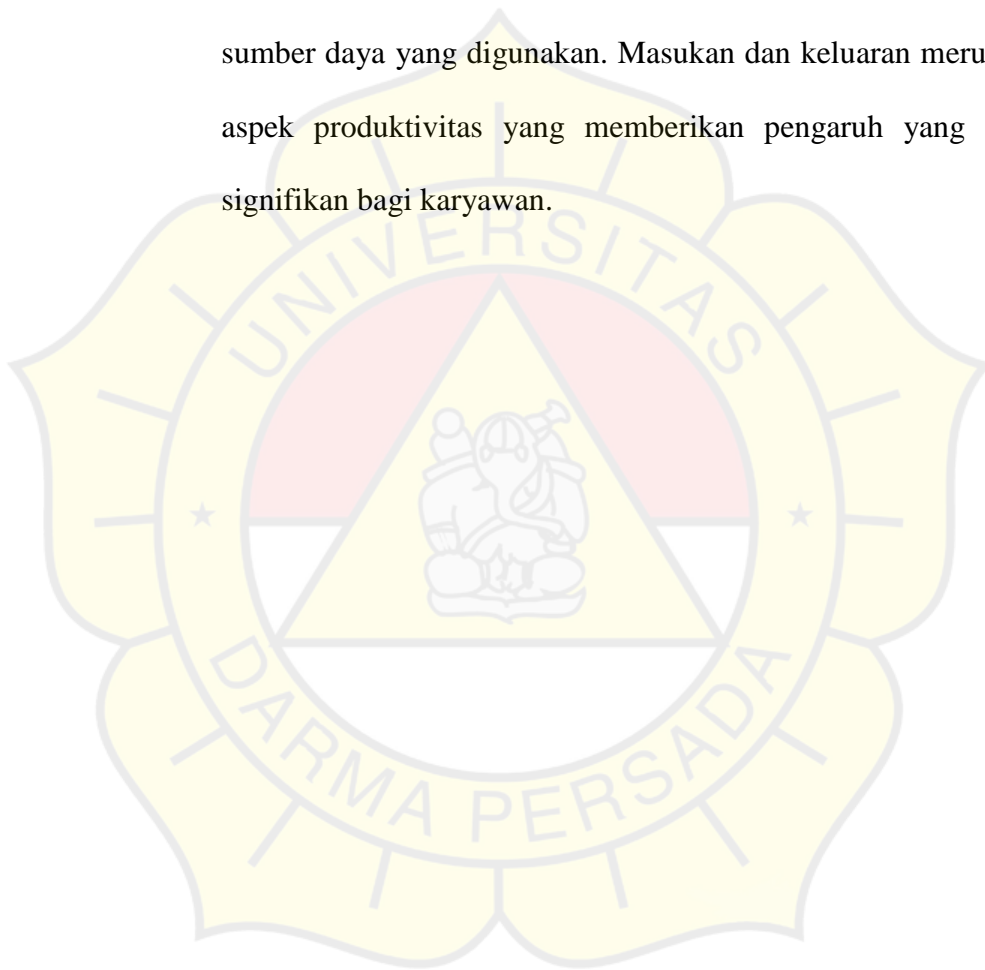 sumber daya yang digunakan. Masukan dan keluaran meru
aspek produktivitas yang memberikan pengaruh yang
signifikan bagi karyawan.
UNIVERSITAS
DARMA PERSADA